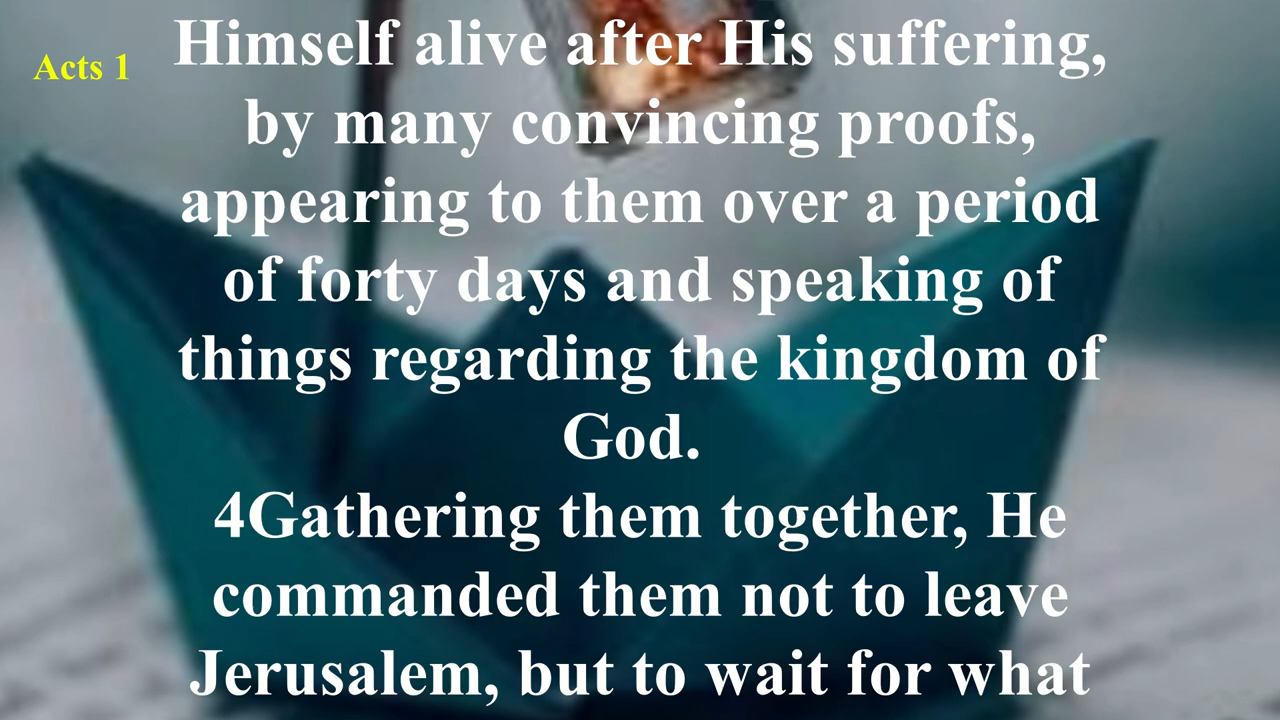 Acts 1
Himself alive after His suffering,
by many convincing proofs,
appearing to them over a period
of forty days and speaking of
things regarding the kingdom of
God.
4Gathering them together, He
commanded them not to leave
Jerusalem, but to wait for what